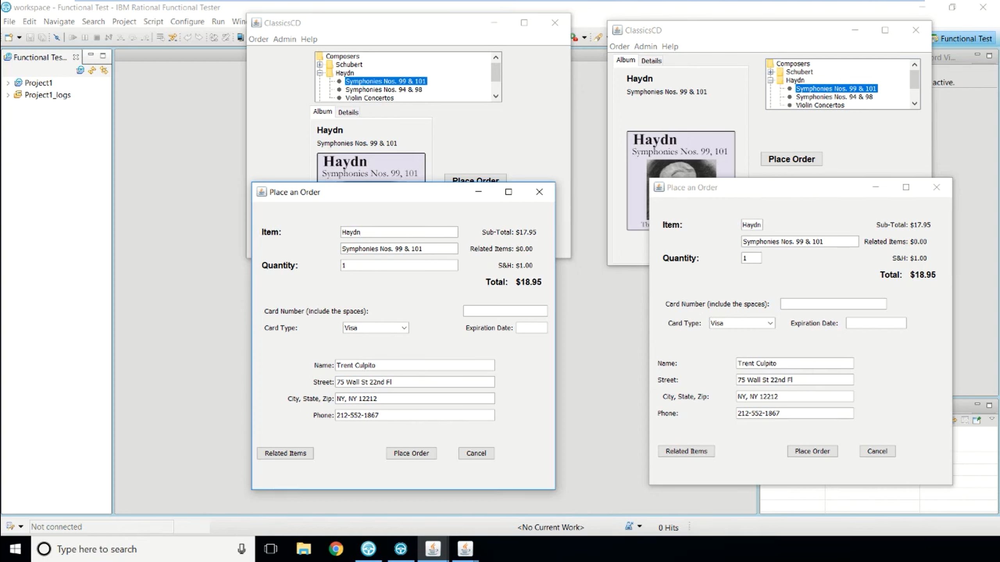 workspace - Functional Test - IBM Rational Functional Tester
File Edit Navigate Search Project Script Configure Run
Functional Test
Functional Tes...
Project1
Project1_logs
active.
ClassicsCD
Order Admin Help
Composers
Schubert
Haydn
Symphonies Nos. 99 & 101
Symphonies Nos. 94 & 98
Violin Concertos
Album Details
Haydn
Symphonies Nos. 99 & 101
Haydn
Symphonies Nos. 99, 101
Place Order
Place an Order
Item: Haydn Sub-Total: $17.95
Symphonies Nos. 99 & 101 Related Items: $0.00
Quantity: 1 S&H: $1.00
Total: $18.95
Card Number (include the spaces):
Card Type: Visa Expiration Date:
Name: Trent Culpito
Street: 75 Wall St 22nd Fl
City, State, Zip: NY, NY 12212
Phone: 212-552-1867
Related Items Place Order Cancel
ClassicsCD
Order Admin Help
Album Details
Haydn
Symphonies Nos. 99 & 101
Composers
Schubert
Haydn
Symphonies Nos. 99 & 101
Symphonies Nos. 94 & 98
Violin Concertos
Haydn
Symphonies Nos. 99, 101
Place Order
Place an Order
Item: Haydn Sub-Total: $17.95
Symphonies Nos. 99 & 101 Related Items: $0.00
Quantity: 1 S&H: $1.00
Total: $18.95
Card Number (include the spaces):
Card Type: Visa Expiration Date:
Name: Trent Culpito
Street: 75 Wall St 22nd Fl
City, State, Zip: NY, NY 12212
Phone: 212-552-1867
Related Items Place Order Cancel
Not connected
<No Current Work>
0 Hits
Type here to search